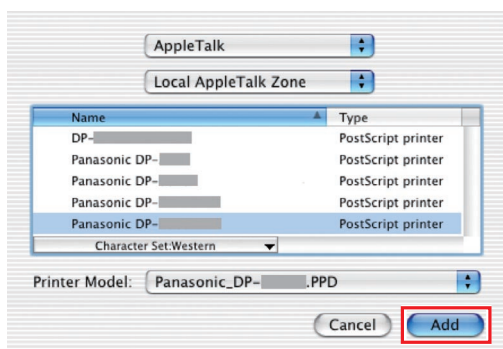 AppleTalk
Local AppleTalk Zone
Name Type
DP- PostScript printer
Panasonic DP- PostScript printer
Panasonic DP- PostScript printer
Panasonic DP- PostScript printer
Panasonic DP- PostScript printer
Character Set:Western
Printer Model: Panasonic_DP- .PPD
Cancel Add